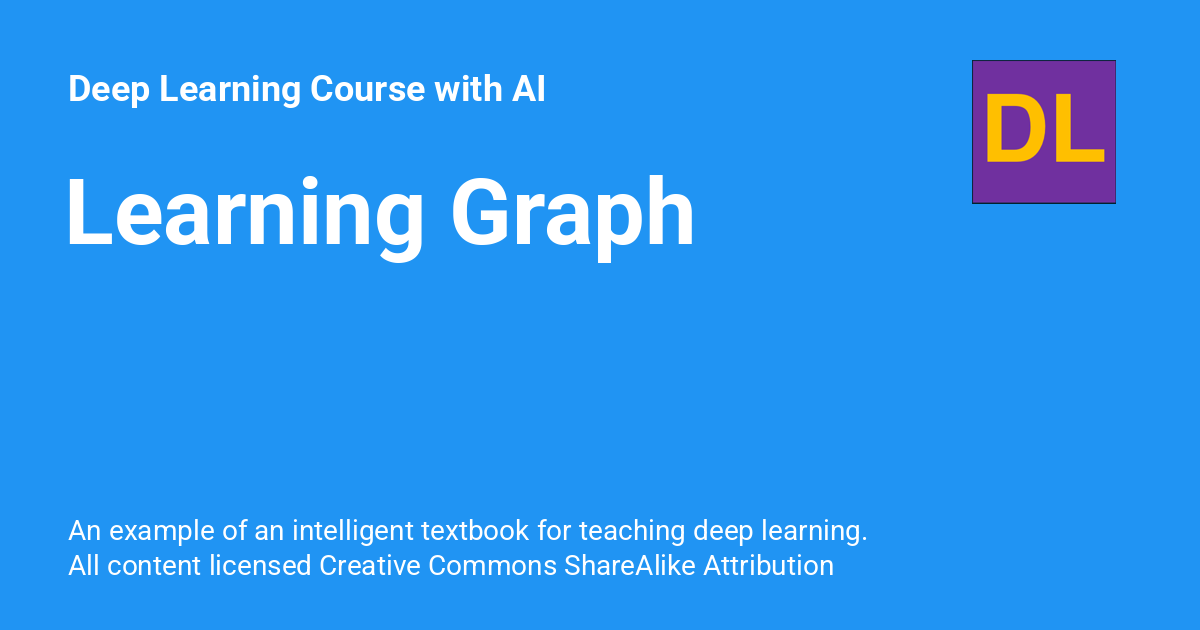 Deep Learning Course with AI
DL
Learning Graph
An example of an intelligent textbook for teaching deep learning.
All content licensed Creative Commons ShareAlike Attribution